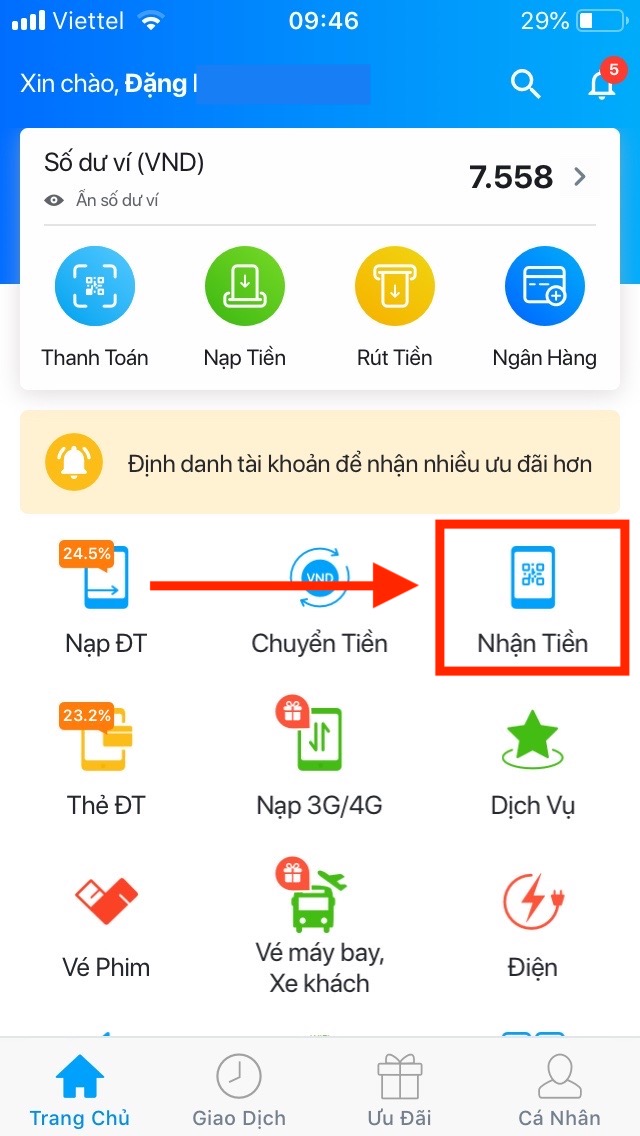 Viettel 09:46 29%
Xin chào, Đặng
5
Số dư ví (VND)
7.558
Ẩn số dư ví
Thanh Toán Nạp Tiền Rút Tiền Ngân Hàng
Định danh tài khoản để nhận nhiều ưu đãi hơn
24.5%
VND
Nạp ĐT Chuyển Tiền Nhận Tiền
23.2%
Thẻ ĐT Nạp 3G/4G Dịch Vụ
Vé Phim Vé máy bay, Điện
Xe khách
Trang Chủ Giao Dịch Ưu Đãi Cá Nhân